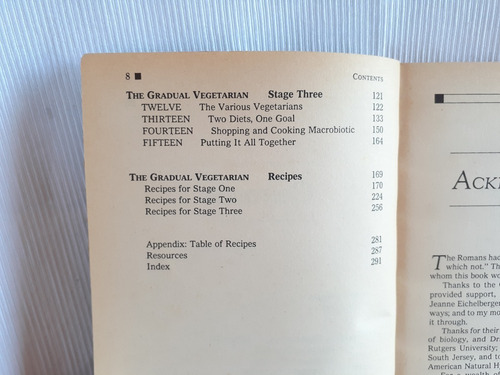 8 ■ CONTENTS
THE GRADUAL VEGETARIAN Stage Three 121
TWELVE The Various Vegetarians 122
THIRTEEN Two Diets, One Goal 133
FOURTEEN Shopping and Cooking Macrobiotic 150
FIFTEEN Putting It All Together 164
THE GRADUAL VEGETARIAN Recipes 169
Recipes for Stage One 170
Recipes for Stage Two 224
Recipes for Stage Three 256
Appendix: Table of Recipes 281
Resources 287
Index 291
The Romans had
which not." Th
whom this book wo
Thanks to the
provided support,
Jeanne Eichelberger
ways; and to my mo
it through.
Thanks for their
of biology, and Dr
Rutgers University;
South Jersey, and to
American Natural H